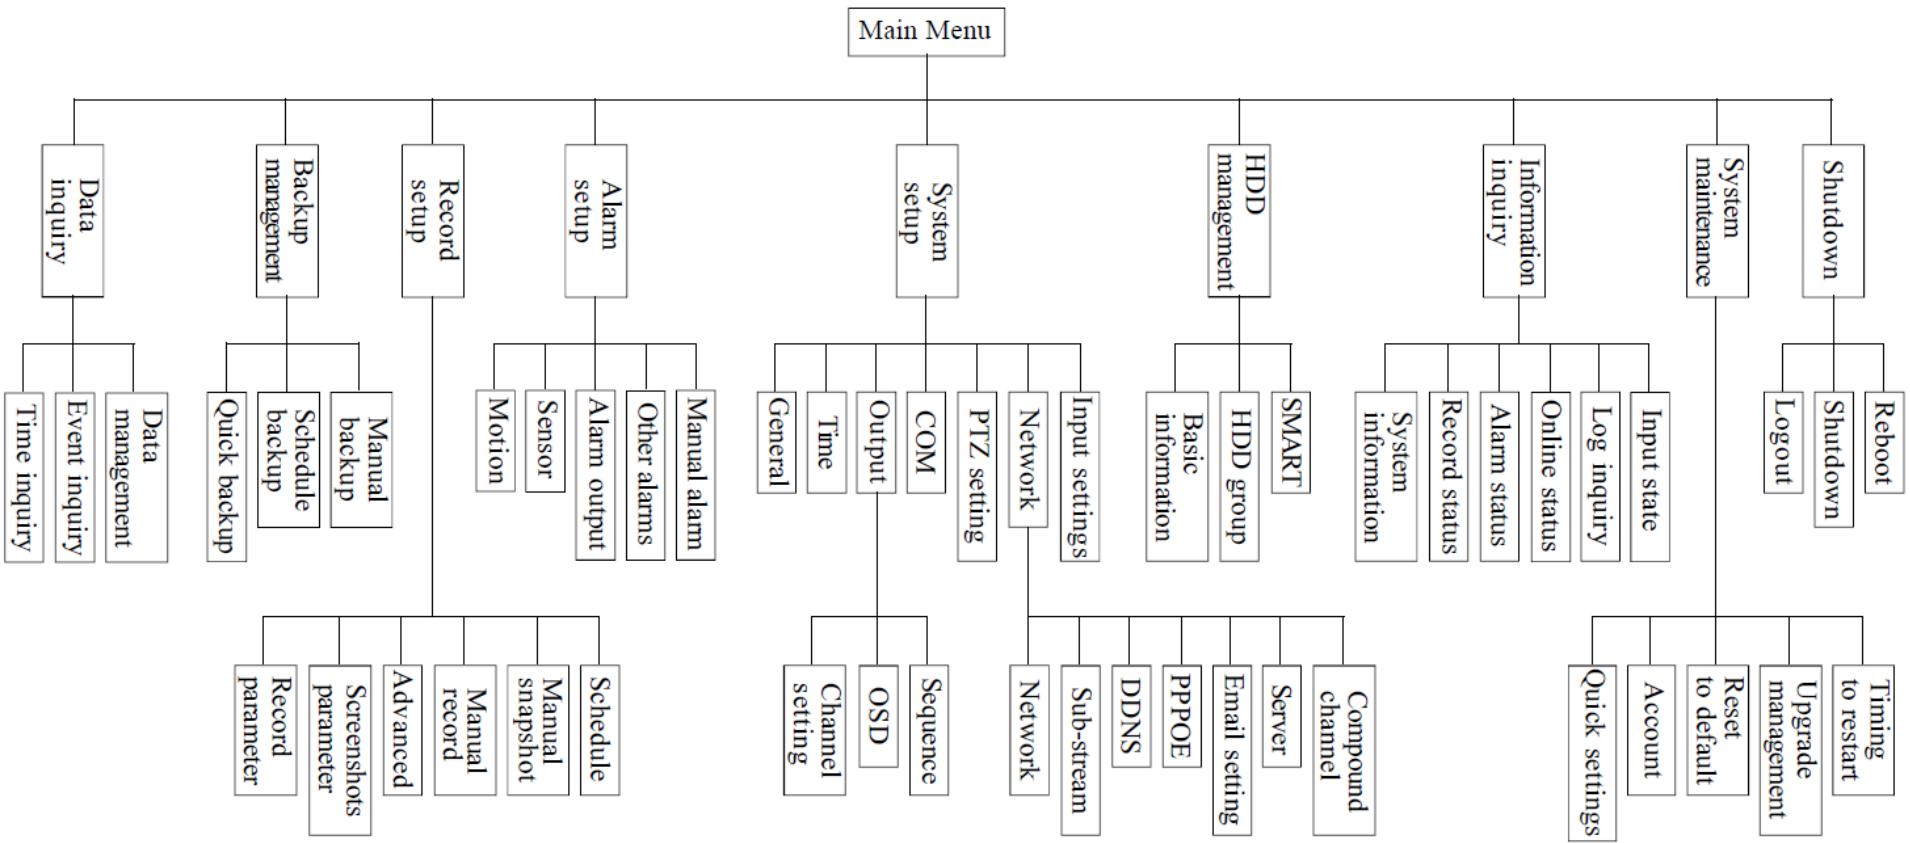 Main Menu
Data
inquiry
Backup
management
Record
setup
Alarm
setup
System
setup
HDD
management
Information
inquiry
System
maintenance
Shutdown
Time inquiry
Event inquiry
Data
management
Quick backup
Schedule
backup
Manual
backup
Motion
Sensor
Alarm output
Other alarms
Manual alarm
General
Time
Output
COM
PTZ setting
Network
Input settings
Basic
information
HDD group
SMART
System
information
Record status
Alarm status
Online status
Log inquiry
Input state
Logout
Shutdown
Reboot
Record
parameter
Screenshots
parameter
Advanced
Manual
record
Manual
snapshot
Schedule
Channel
setting
OSD
Sequence
Network
Sub-stream
DDNS
PPPOE
Email setting
Server
Compound
channel
Quick settings
Account
Reset
to default
Upgrade
management
Timing
to restart